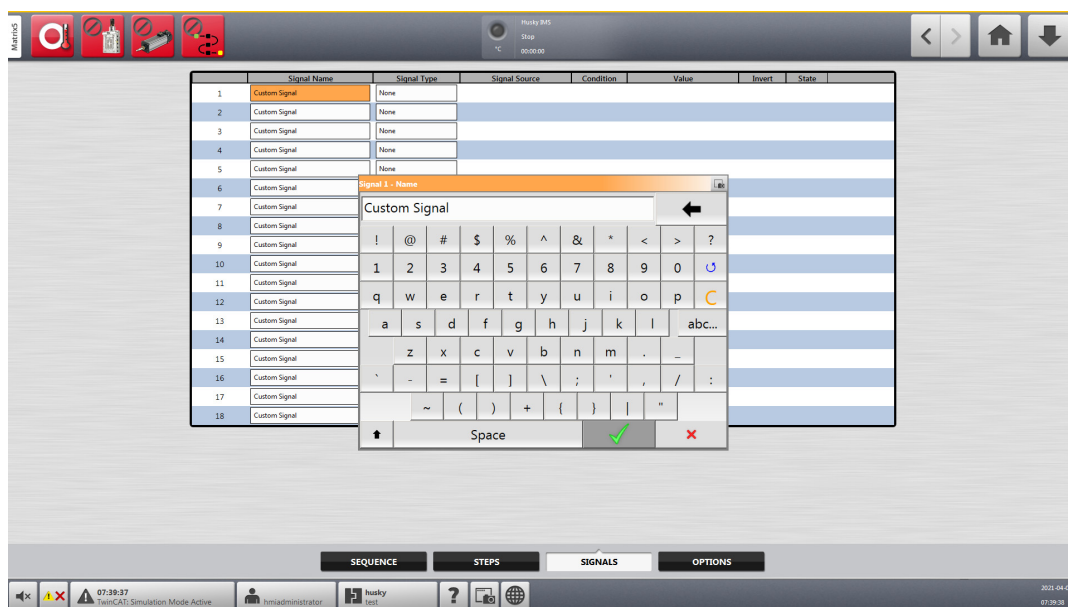 MatrixS
Husky IMS
Stop
°C 00:00:00
Signal Name Signal Type Signal Source Condition Value Invert State
1 Custom Signal None
2 Custom Signal None
3 Custom Signal None
4 Custom Signal None
5 Custom Signal None
6 Custom Signal
7 Custom Signal
8 Custom Signal
9 Custom Signal
10 Custom Signal
11 Custom Signal
12 Custom Signal
13 Custom Signal
14 Custom Signal
15 Custom Signal
16 Custom Signal
17 Custom Signal
18 Custom Signal
Signal 1 - Name
Custom Signal
! @ # $ % ^ & * < > ?
1 2 3 4 5 6 7 8 9 0
q w e r t y u i o p
a s d f g h j k l abc...
z x c v b n m . _
` - = [ ] \ ; ' , / :
~ ( ) + { } | "
Space
SEQUENCE STEPS SIGNALS OPTIONS
07:39:37
TwinCAT: Simulation Mode Active
hmiadministrator
husky
test
?
2021-04-0
07:39:38